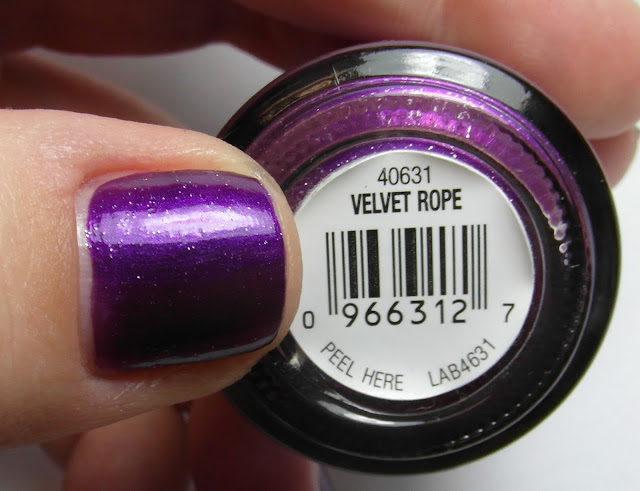 40631
VELVET ROPE
0 966312 7
PEEL HERE LAB4631